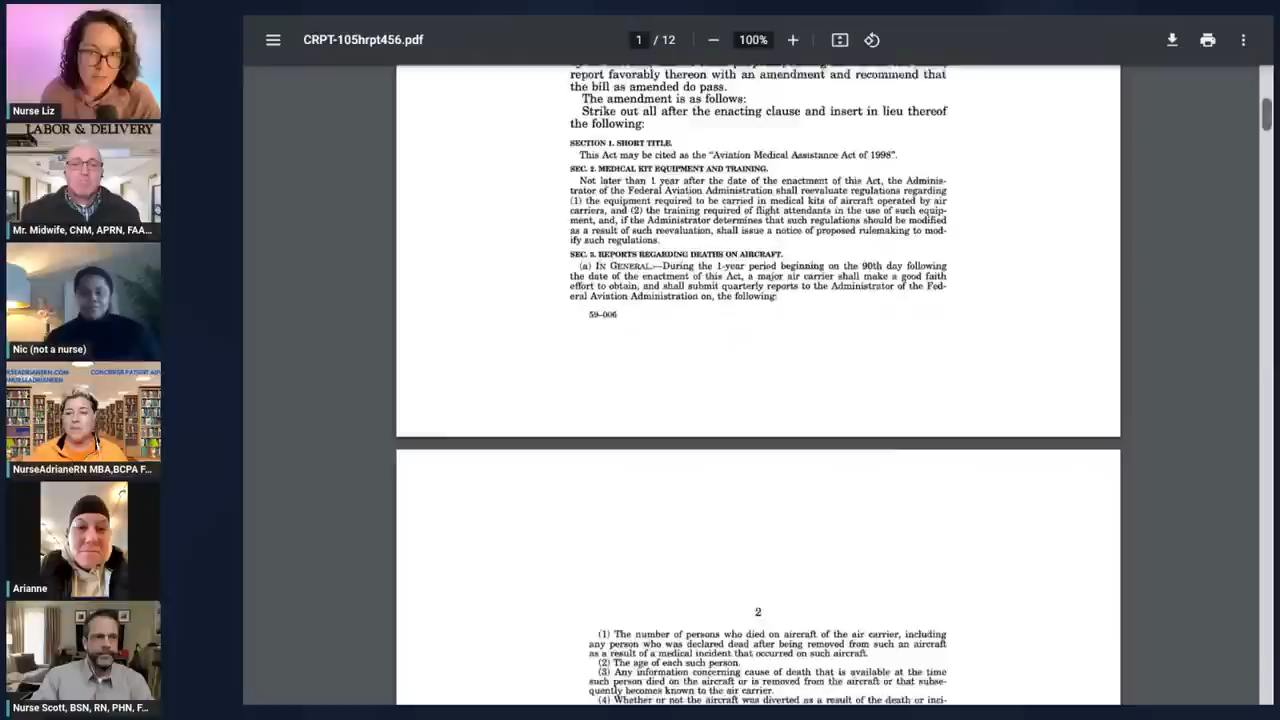 Nurse Liz
LABOR & DELIVERY
Mr. Midwife, CNM, APRN, FAA...
Nic (not a nurse)
NurseAdrianeRN MBA,BCPA F...
Arianne
Nurse Scott, BSN, RN, PHN, F...
CRPT-105hrpt456.pdf
1 / 12
100%
report favorably thereon with an amendment and recommend that
the bill as amended do pass.
The amendment is as follows:
Strike out all after the enacting clause and insert in lieu thereof
the following:
SECTION 1. SHORT TITLE.
This Act may be cited as the “Aviation Medical Assistance Act of 1998”.
SEC. 2. MEDICAL KIT EQUIPMENT AND TRAINING.
Not later than 1 year after the date of the enactment of this Act, the Adminis-
trator of the Federal Aviation Administration shall reevaluate regulations regarding
(1) the equipment required to be carried in medical kits of aircraft operated by air
carriers, and (2) the training required of flight attendants in the use of such equip-
ment, and, if the Administrator determines that such regulations should be modified
as a result of such reevaluation, shall issue a notice of proposed rulemaking to mod-
ify such regulations.
SEC. 3. REPORTS REGARDING DEATHS ON AIRCRAFT.
(a) IN GENERAL.—During the 1-year period beginning on the 90th day following
the date of the enactment of this Act, a major air carrier shall make a good faith
effort to obtain, and shall submit quarterly reports to the Administrator of the Fed-
eral Aviation Administration on, the following:
59–006
2
(1) The number of persons who died on aircraft of the air carrier, including
any person who was declared dead after being removed from such an aircraft
as a result of a medical incident that occurred on such aircraft.
(2) The age of each such person.
(3) Any information concerning cause of death that is available at the time
such person died on the aircraft or is removed from the aircraft or that subse-
quently becomes known to the air carrier.
(4) Whether or not the aircraft was diverted as a result of the death or inci-